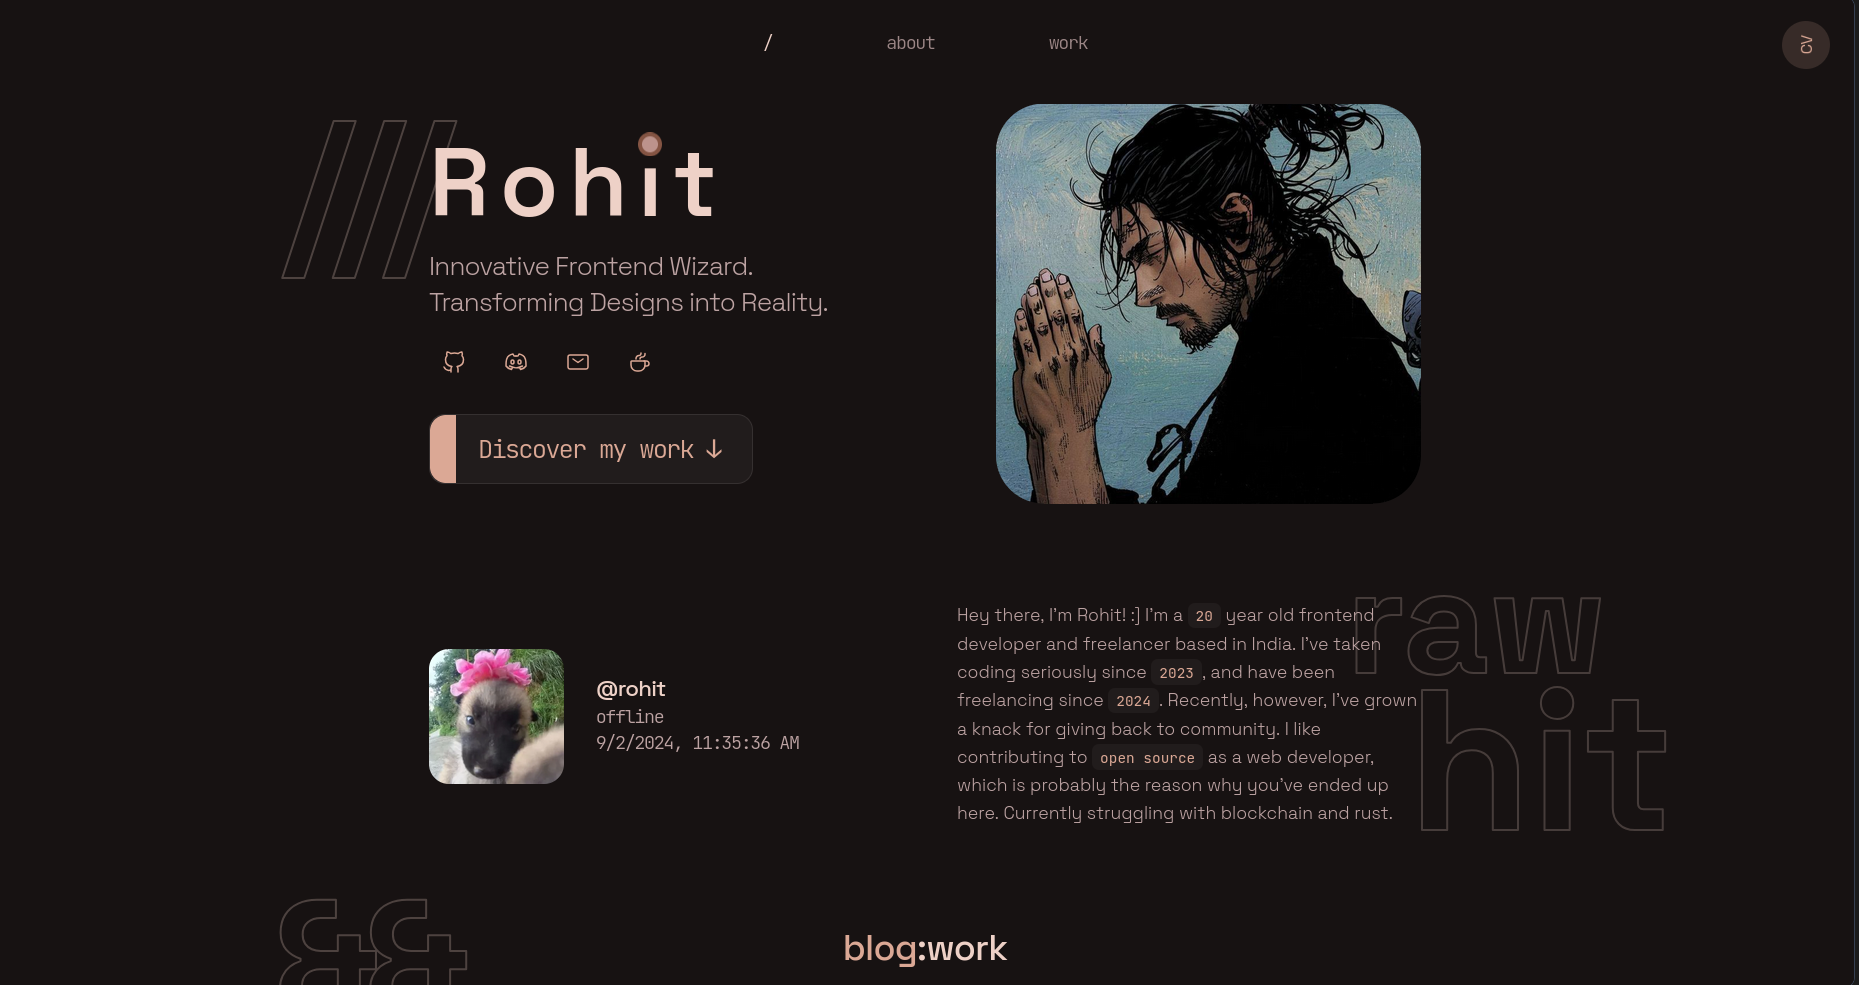 / about work
CV
///
Rohit
Innovative Frontend Wizard.
Transforming Designs into Reality.
Discover my work ↓
@rohit
offline
9/2/2024, 11:35:36 AM
Hey there, I'm Rohit! :] I'm a 20 year old frontend
developer and freelancer based in India. I've taken
coding seriously since 2023, and have been
freelancing since 2024. Recently, however, I've grown
a knack for giving back to community. I like
contributing to open source as a web developer,
which is probably the reason why you've ended up
here. Currently struggling with blockchain and rust.
raw
hit
&&
blog:work